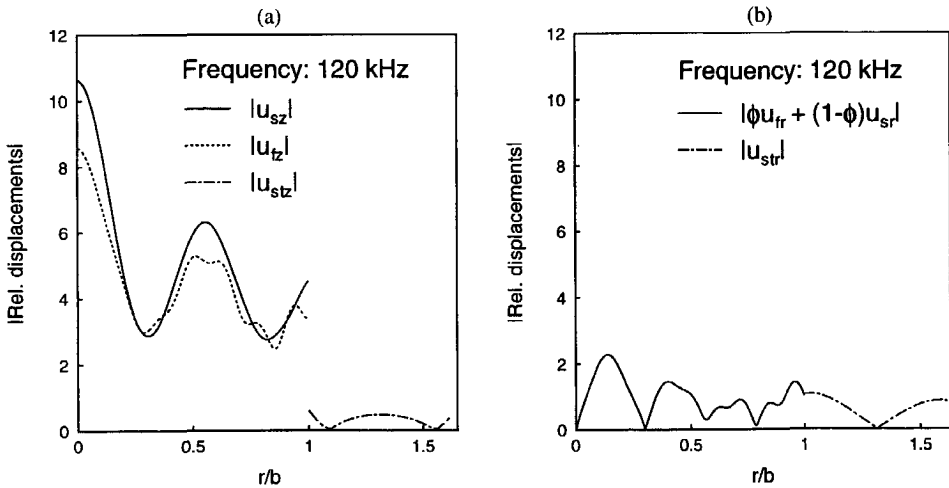 (a)
12
10
8
6
4
2
0
|Rel. displacements|
Frequency: 120 kHz
|u_sz|
|u_fz|
|u_stz|
0
0.5
1
1.5
r/b
(b)
12
10
8
6
4
2
0
|Rel. displacements|
Frequency: 120 kHz
|ϕu_fr + (1-ϕ)u_sr|
|u_str|
0
0.5
1
1.5
r/b